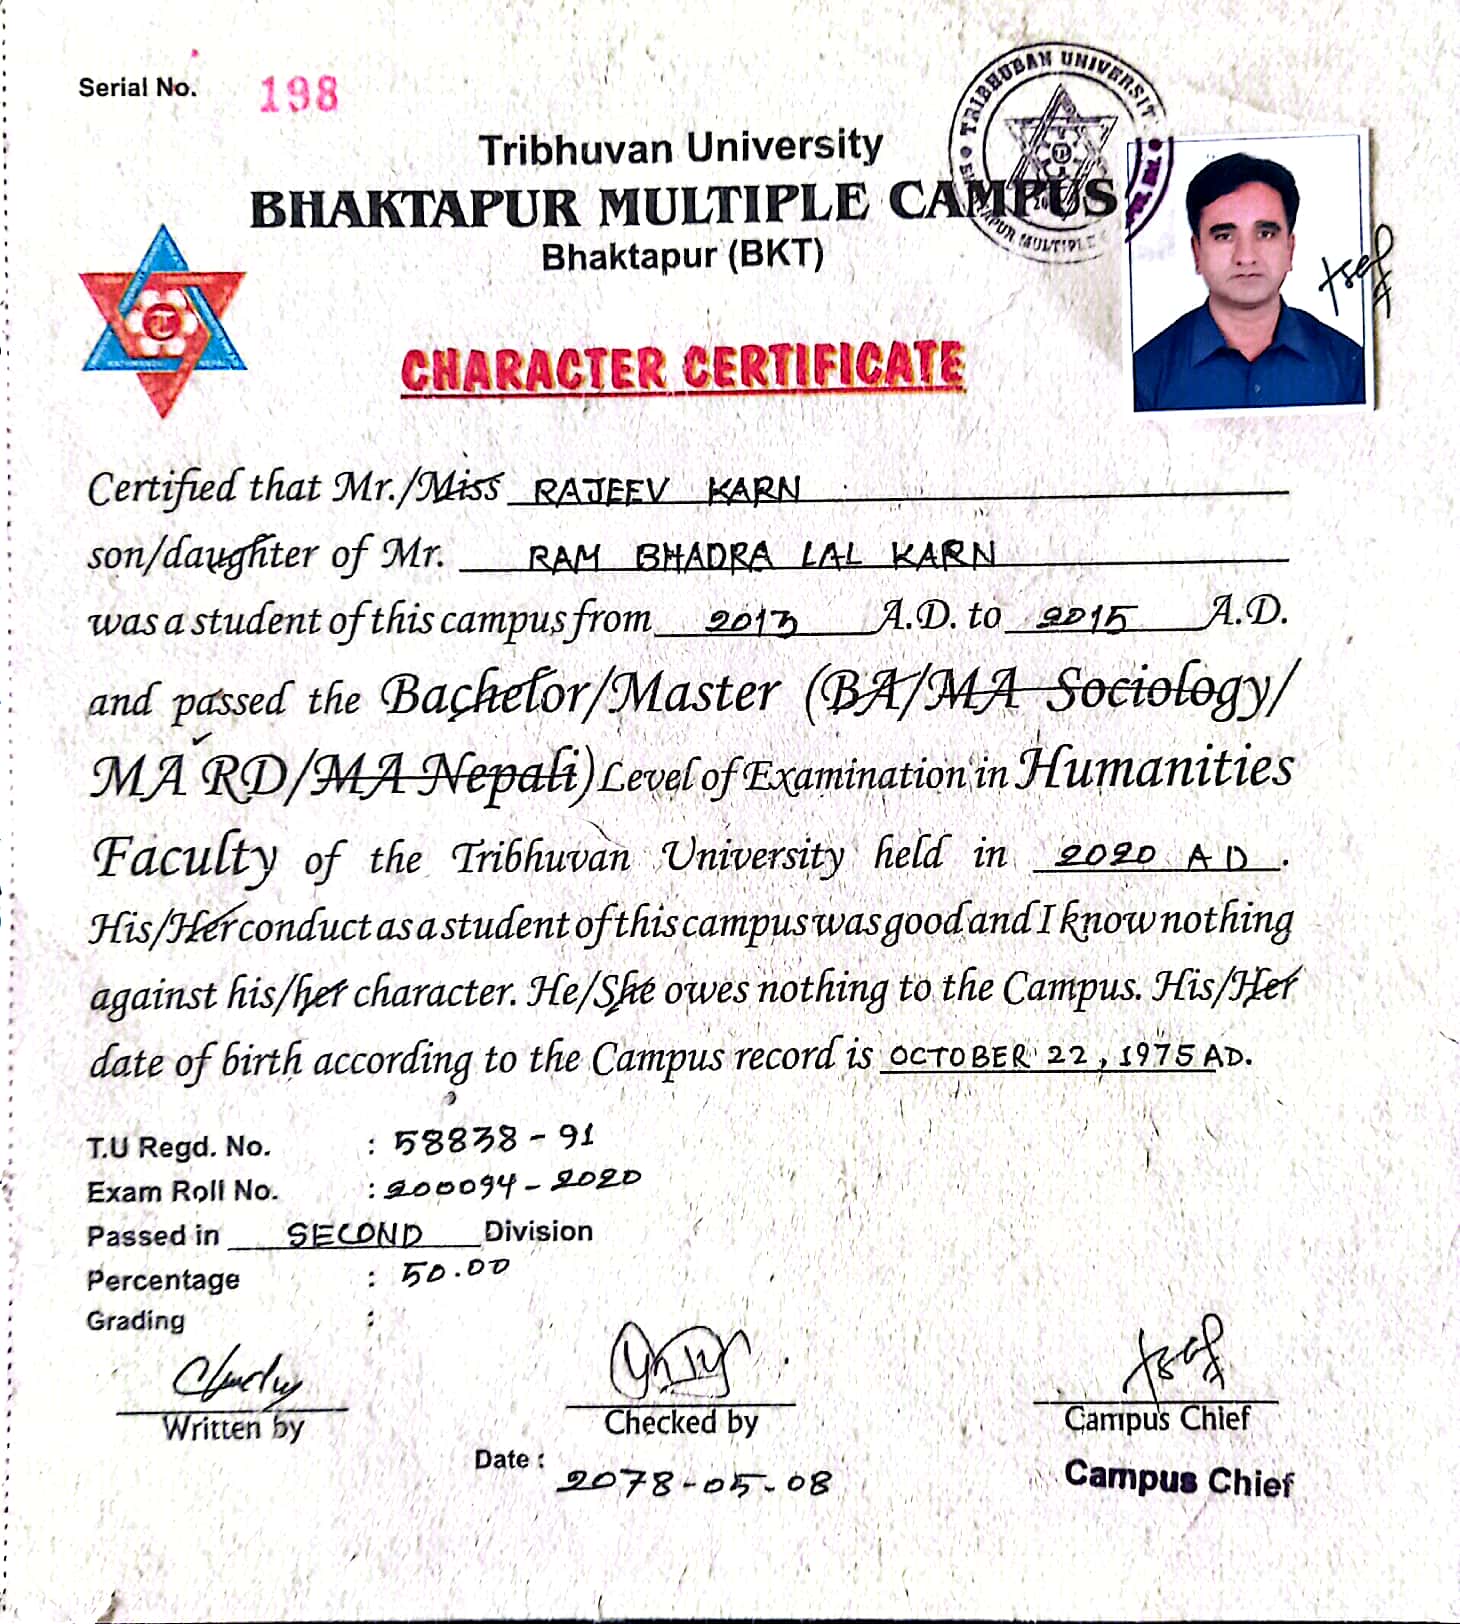 Serial No. 198
TRIBHUBAN UNIVERSIT
Tribhuvan University
BHAKTAPUR MULTIPLE CAMPUS
Bhaktapur (BKT)
CHARACTER CERTIFICATE
Certified that Mr./Miss RAJEEV KARN
son/daughter of Mr. RAM BHADRA LAL KARN
was a student of this campus from 2013 A.D. to 2015 A.D.
and passed the Bachelor/Master (BA/MA Sociology/
MA RD/MA Nepali) Level of Examination in Humanities
Faculty of the Tribhuvan University held in 2020 AD.
His/Her conduct as a student of this campus was good and I know nothing
against his/her character. He/She owes nothing to the Campus. His/Her
date of birth according to the Campus record is OCTOBER 22, 1975 AD.
T.U Regd. No. : 58838-91
Exam Roll No. : 200094-2020
Passed in SECOND Division
Percentage : 50.00
Grading :
Written by
Checked by
Campus Chief
Date : 2078-05-08
Campus Chief